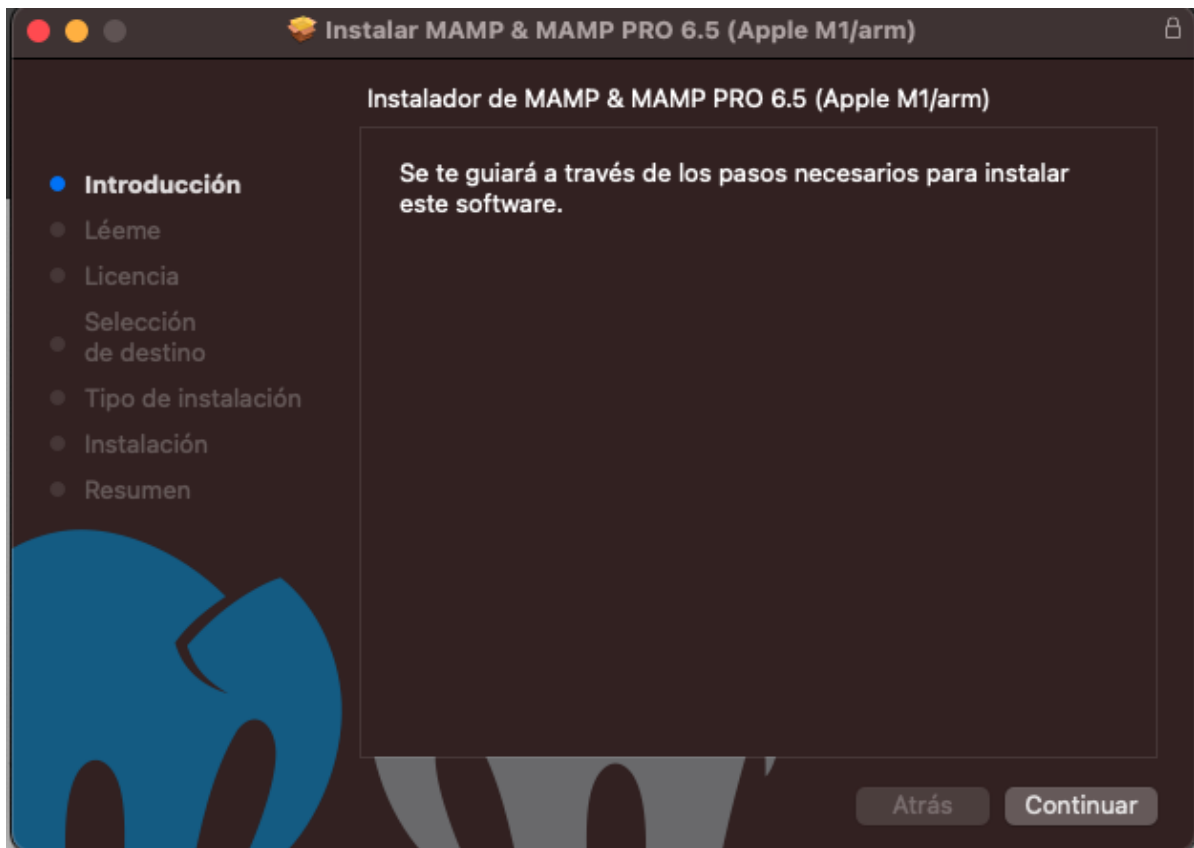 Instalar MAMP & MAMP PRO 6.5 (Apple M1/arm)
Instalador de MAMP & MAMP PRO 6.5 (Apple M1/arm)
Introducción
Léeme
Licencia
Selección
de destino
Tipo de instalación
Instalación
Resumen
Se te guiará a través de los pasos necesarios para instalar
este software.
Atrás
Continuar